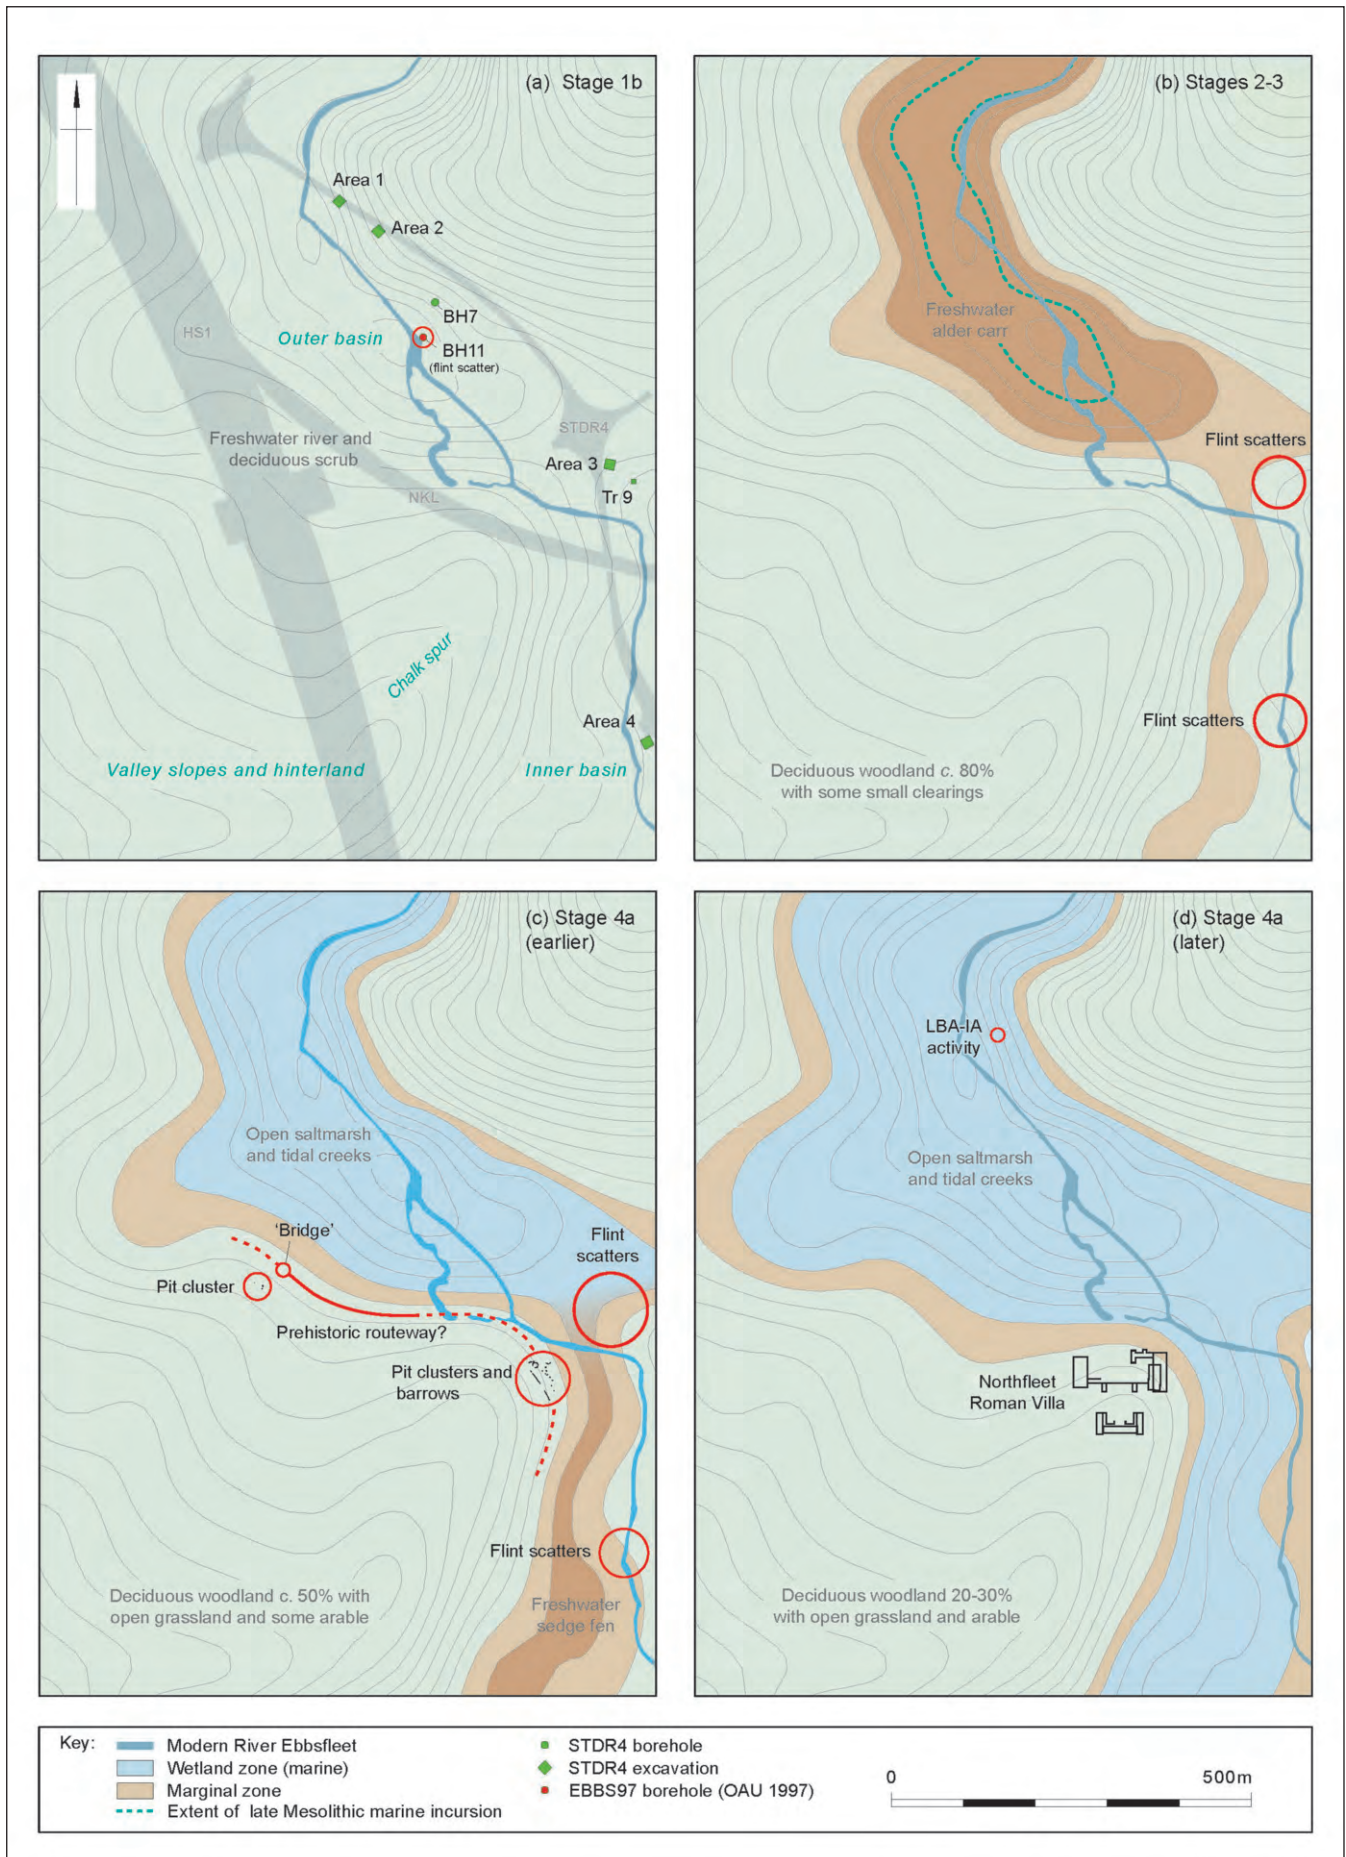 (a) Stage 1b
Area 1
Area 2
BH7
HS1
Outer basin
BH11
(flint scatter)
STDR4
Freshwater river and
deciduous scrub
Area 3
NKL
Tr 9
Chalk spur
Area 4
Valley slopes and hinterland
Inner basin
(b) Stages 2-3
Freshwater
alder carr
Flint scatters
Flint scatters
Deciduous woodland c. 80%
with some small clearings
(c) Stage 4a
(earlier)
Open saltmarsh
and tidal creeks
'Bridge'
Flint
scatters
Pit cluster
Prehistoric routeway?
Pit clusters and
barrows
Flint scatters
Deciduous woodland c. 50% with
open grassland and some arable
Freshwater
sedge fen
(d) Stage 4a
(later)
LBA-IA
activity
Open saltmarsh
and tidal creeks
Northfleet
Roman Villa
Deciduous woodland 20-30%
with open grassland and arable
Key:
Modern River Ebbsfleet
Wetland zone (marine)
Marginal zone
Extent of late Mesolithic marine incursion
STDR4 borehole
STDR4 excavation
EBBS97 borehole (OAU 1997)
0 500m